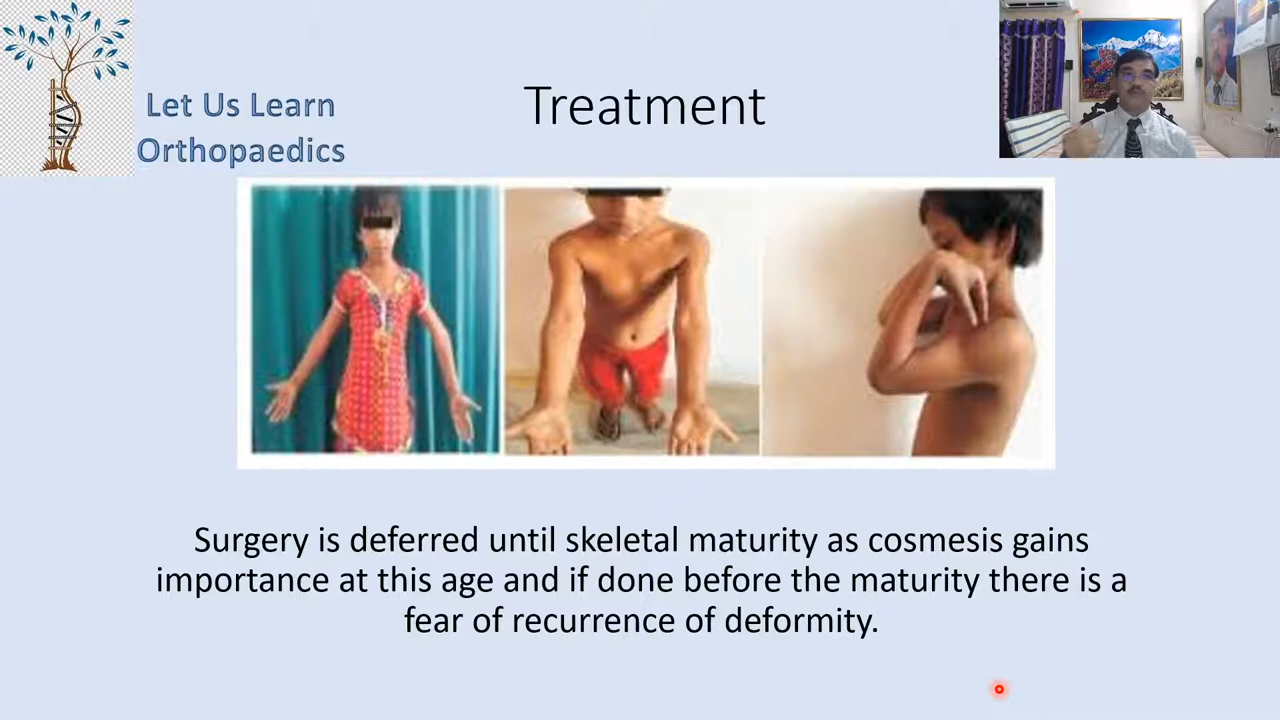 Let Us Learn
Orthopaedics
Treatment
Surgery is deferred until skeletal maturity as cosmesis gains
importance at this age and if done before the maturity there is a
fear of recurrence of deformity.